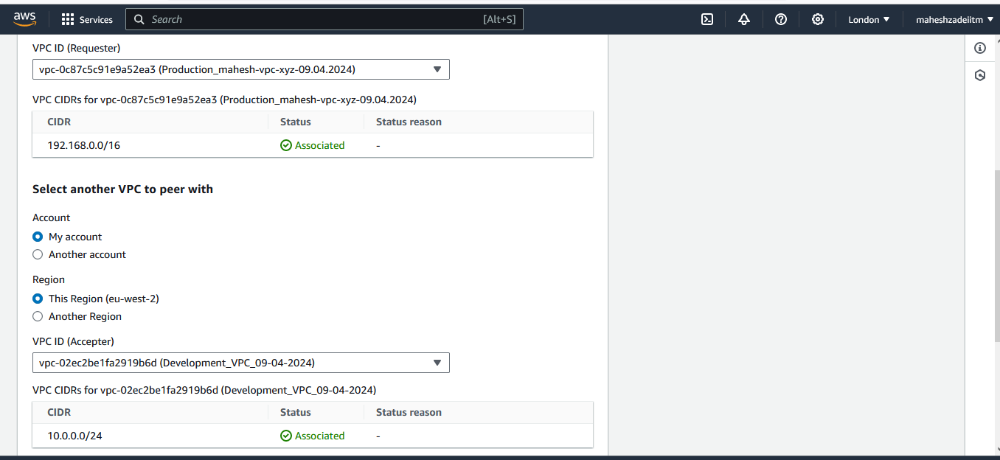 aws Services Search [Alt+S] London maheshzadeiitm
VPC ID (Requester)
vpc-0c87c5c91e9a52ea3 (Production_mahesh-vpc-xyz-09.04.2024)
VPC CIDRs for vpc-0c87c5c91e9a52ea3 (Production_mahesh-vpc-xyz-09.04.2024)
CIDR Status Status reason
192.168.0.0/16 Associated -
Select another VPC to peer with
Account
My account
Another account
Region
This Region (eu-west-2)
Another Region
VPC ID (Accepter)
vpc-02ec2be1fa2919b6d (Development_VPC_09-04-2024)
VPC CIDRs for vpc-02ec2be1fa2919b6d (Development_VPC_09-04-2024)
CIDR Status Status reason
10.0.0.0/24 Associated -